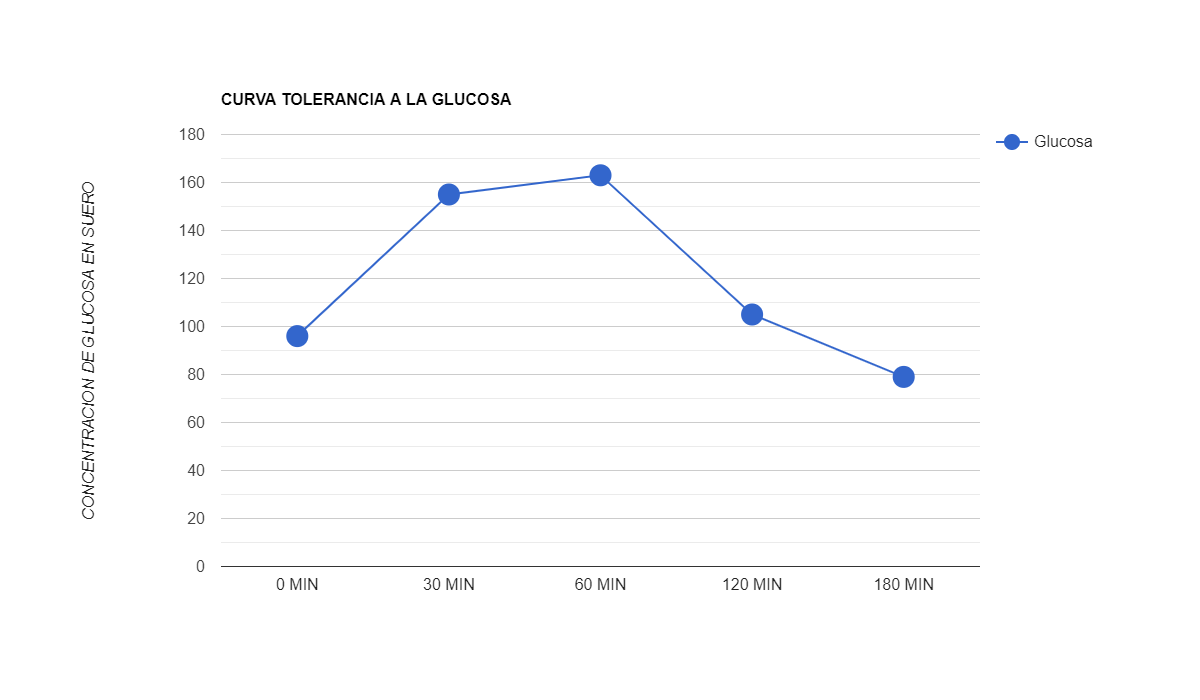 CURVA TOLERANCIA A LA GLUCOSA
Glucosa
CONCENTRACION DE GLUCOSA EN SUERO
180
160
140
120
100
80
60
40
20
0
0 MIN
30 MIN
60 MIN
120 MIN
180 MIN